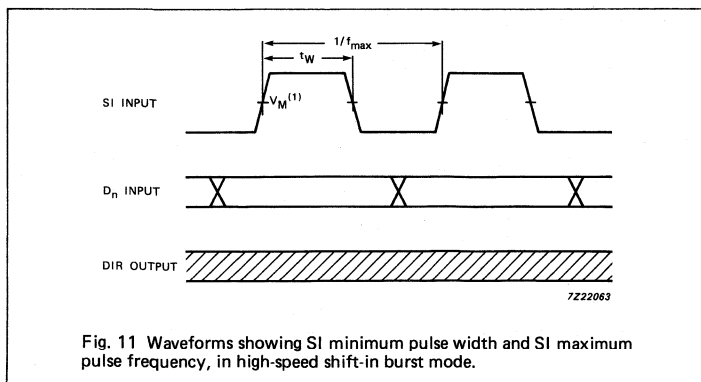 1/fmax
tW
SI INPUT
VM(1)
Dn INPUT
DIR OUTPUT
7Z22063
Fig. 11 Waveforms showing SI minimum pulse width and SI maximum
pulse frequency, in high-speed shift-in burst mode.